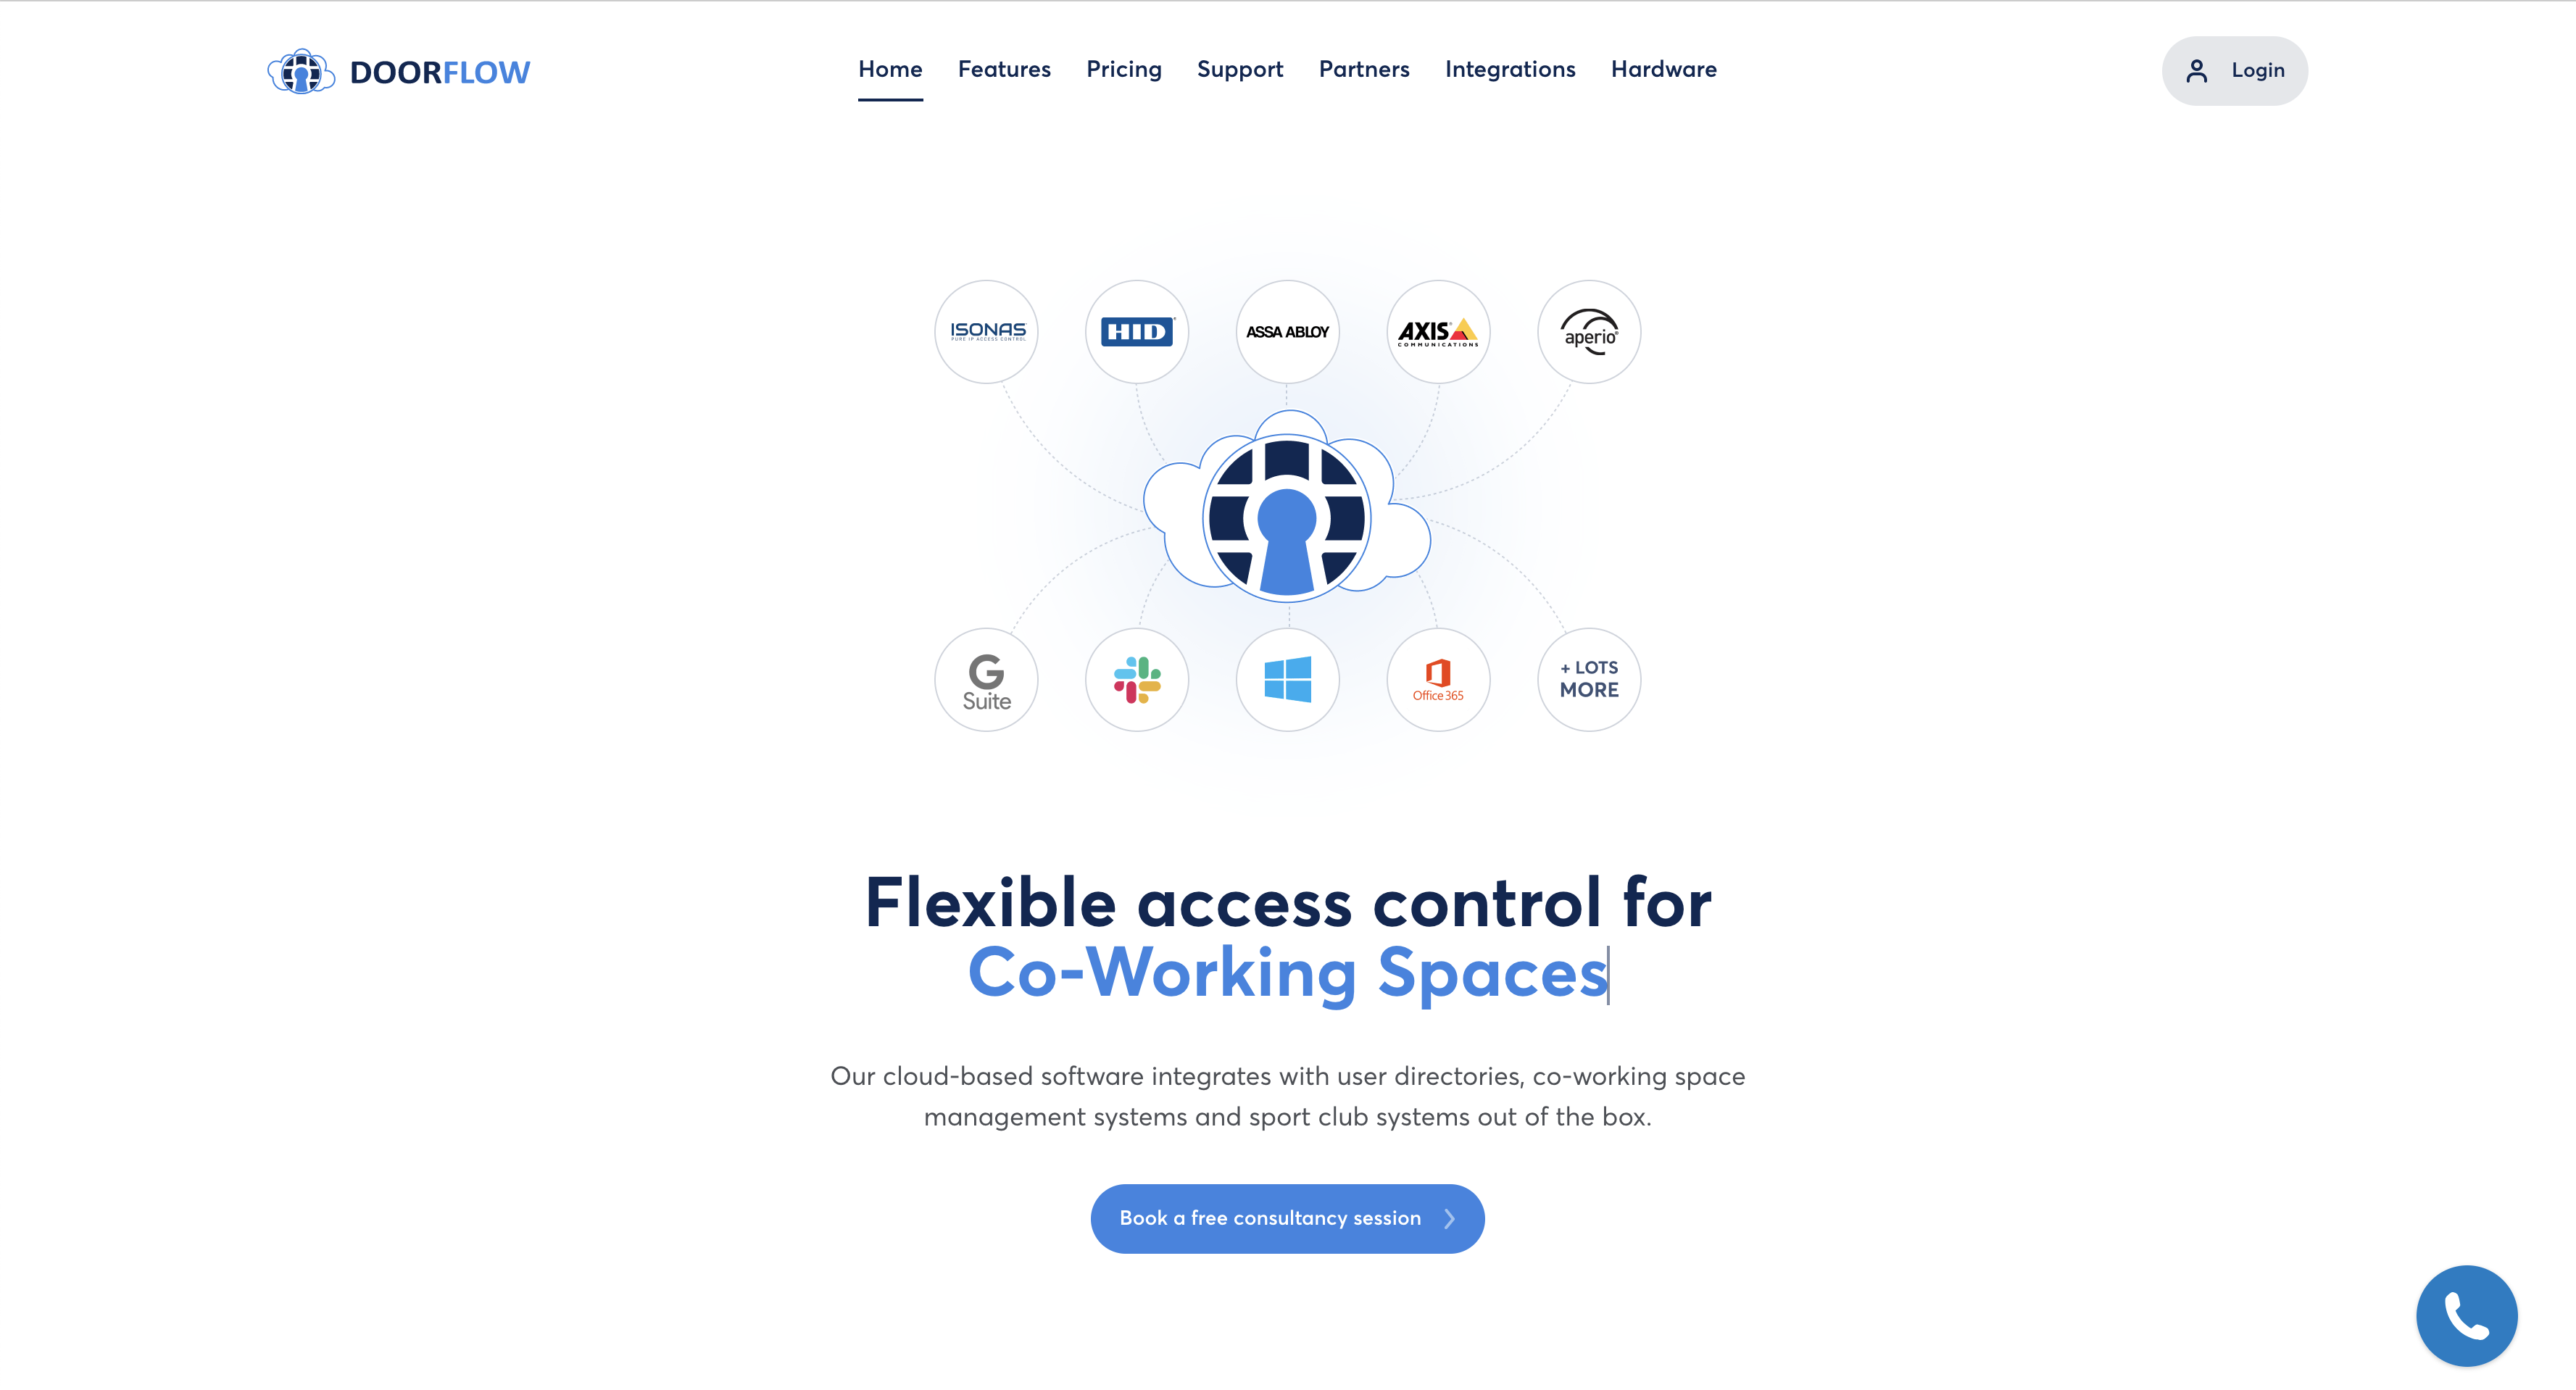 DOORFLOW
Home Features Pricing Support Partners Integrations Hardware
Login
ISONAS
PURE IP ACCESS CONTROL
HID
ASSA ABLOY
AXIS
COMMUNICATIONS
aperio
G Suite
Office 365
+ LOTS
MORE
Flexible access control for
Co-Working Spaces
Our cloud-based software integrates with user directories, co-working space
management systems and sport club systems out of the box.
Book a free consultancy session